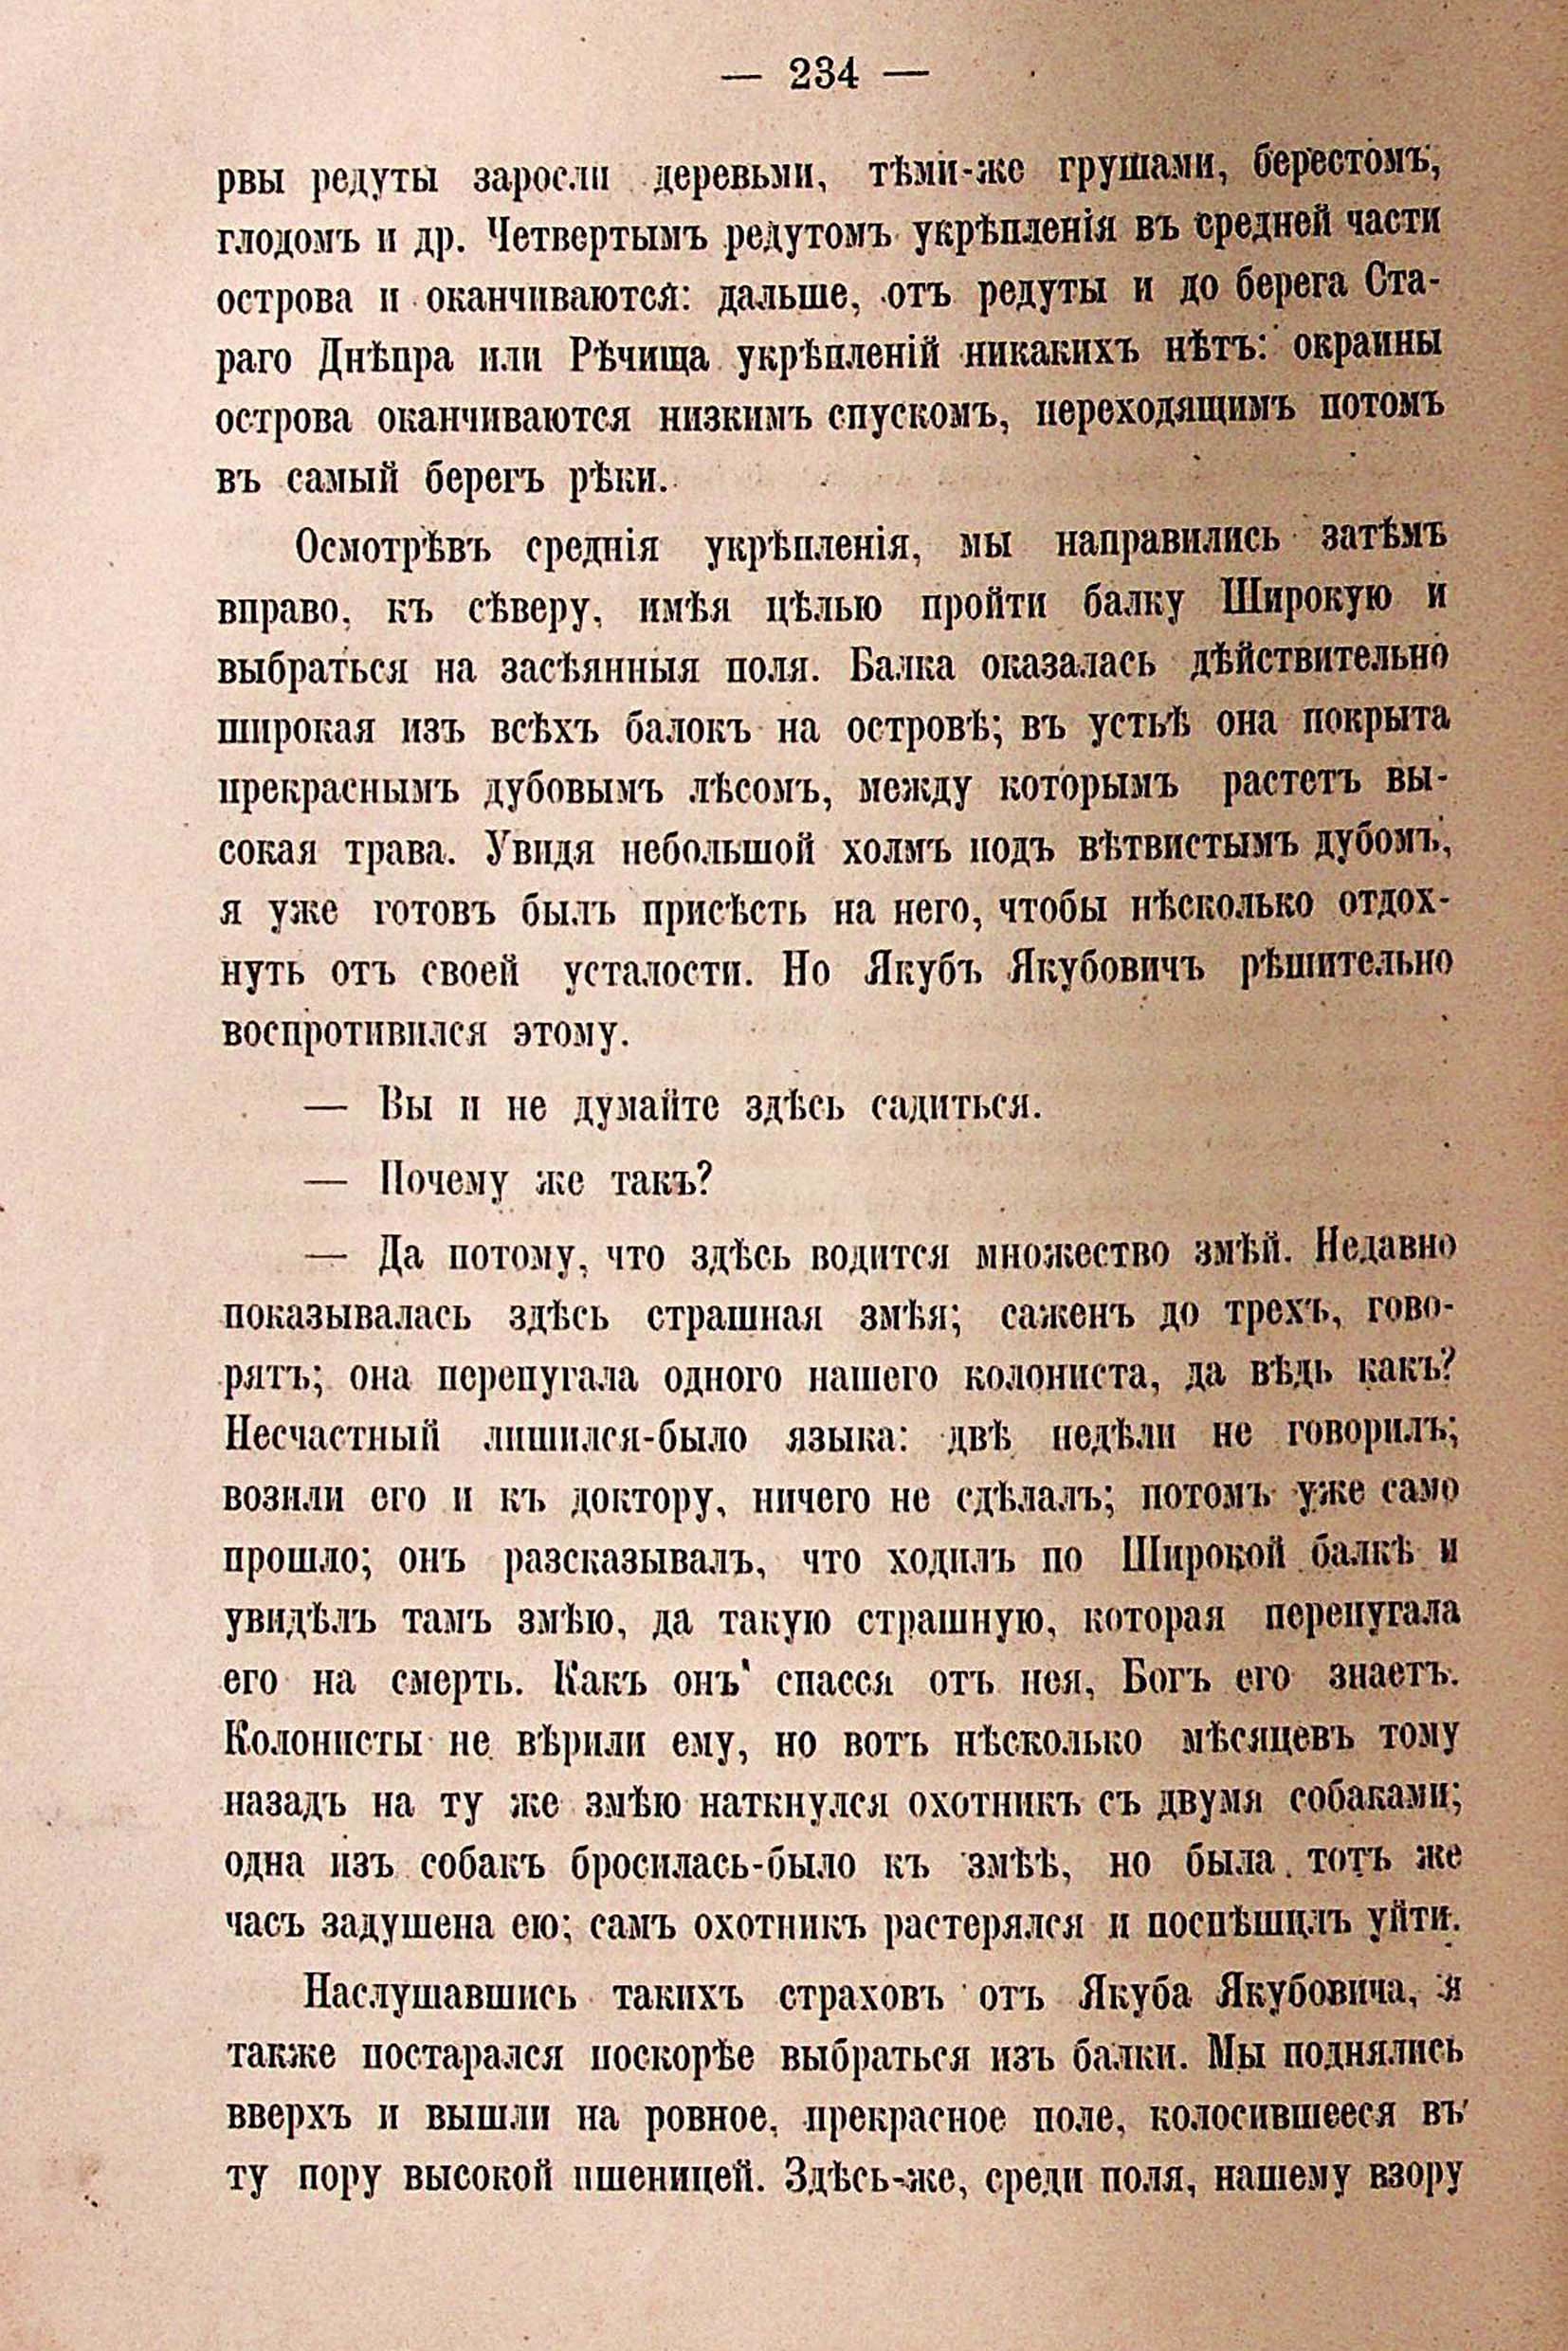 — 234 —
рвы редуты заросли деревьми, тѣми-же грушами, берестомъ,
глодомъ и др. Четвертымъ редутомъ укрѣпленія въ средней части
острова и оканчиваются: дальше, отъ редуты и до берега Ста-
раго Днѣпра или Рѣчища укрѣпленій никакихъ нѣтъ: окраины
острова оканчиваются низкимъ спускомъ, переходящимъ потомъ
въ самый берегъ рѣки.
Осмотрѣвъ среднія укрѣпленія, мы направились затѣмъ
вправо, къ сѣверу, имѣя цѣлью пройти балку Широкую и
выбраться на засѣянныя поля. Балка оказалась дѣйствительно
широкая изъ всѣхъ балокъ на островѣ; въ устьѣ она покрыта
прекраснымъ дубовымъ лѣсомъ, между которымъ растетъ вы-
сокая трава. Увидя небольшой холмъ подъ вѣтвистымъ дубомъ,
я уже готовъ былъ присѣсть на него, чтобы нѣсколько отдох-
нуть отъ своей усталости. Но Якубъ Якубовичъ рѣшительно
воспротивился этому.
— Вы и не думайте здѣсь садиться.
— Почему же такъ?
— Да потому, что здѣсь водится множество змѣй. Недавно
показывалась здѣсь страшная змѣя; саженъ до трехъ, гово-
рятъ; она перепугала одного нашего колониста, да вѣдь какъ?
Несчастный лишился-было языка: двѣ недѣли не говорилъ;
возили его и къ доктору, ничего не сдѣлалъ; потомъ уже само
прошло; онъ разсказывалъ, что ходилъ по Широкой балкѣ и
увидѣлъ тамъ змѣю, да такую страшную, которая перепугала
его на смерть. Какъ онъ спасся отъ нея, Богъ его знаетъ.
Колонисты не вѣрили ему, но вотъ нѣсколько мѣсяцевъ тому
назадъ на ту же змѣю наткнулся охотникъ съ двумя собаками;
одна изъ собакъ бросилась-было къ змѣѣ, но была тотъ же
часъ задушена ею; самъ охотникъ растерялся и поспѣшилъ уйти.
Наслушавшись такихъ страховъ отъ Якуба Якубовича, я
также постарался поскорѣе выбраться изъ балки. Мы поднялись
вверхъ и вышли на ровное, прекрасное поле, колосившееся въ
ту пору высокой пшеницей. Здѣсь-же, среди поля, нашему взору